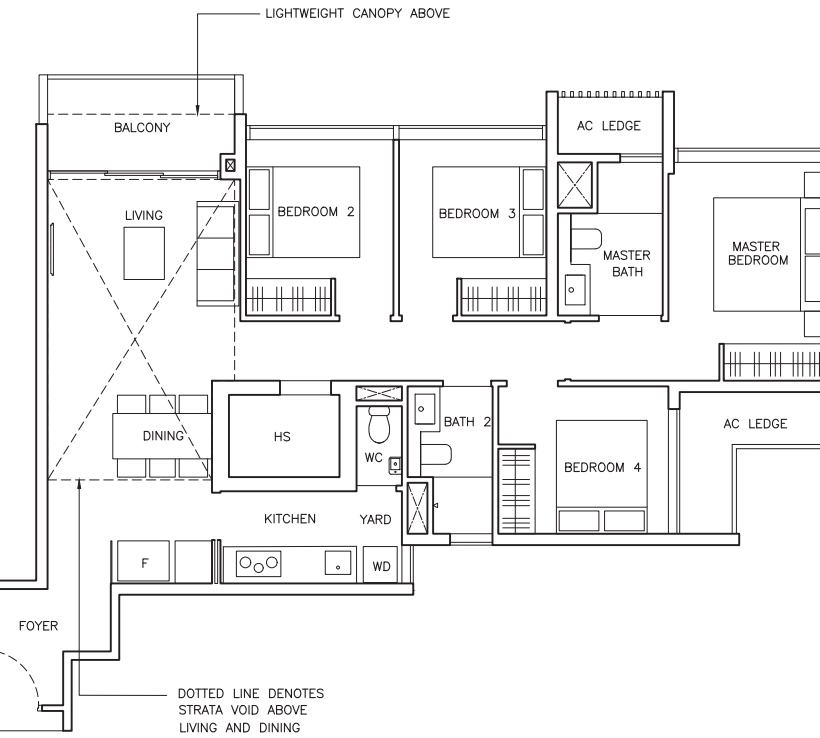 LIGHTWEIGHT CANOPY ABOVE
BALCONY
AC LEDGE
LIVING
BEDROOM 2
BEDROOM 3
MASTER
BATH
MASTER
BEDROOM
DINING
HS
WC
BATH 2
AC LEDGE
BEDROOM 4
KITCHEN
YARD
F
WD
FOYER
DOTTED LINE DENOTES
STRATA VOID ABOVE
LIVING AND DINING